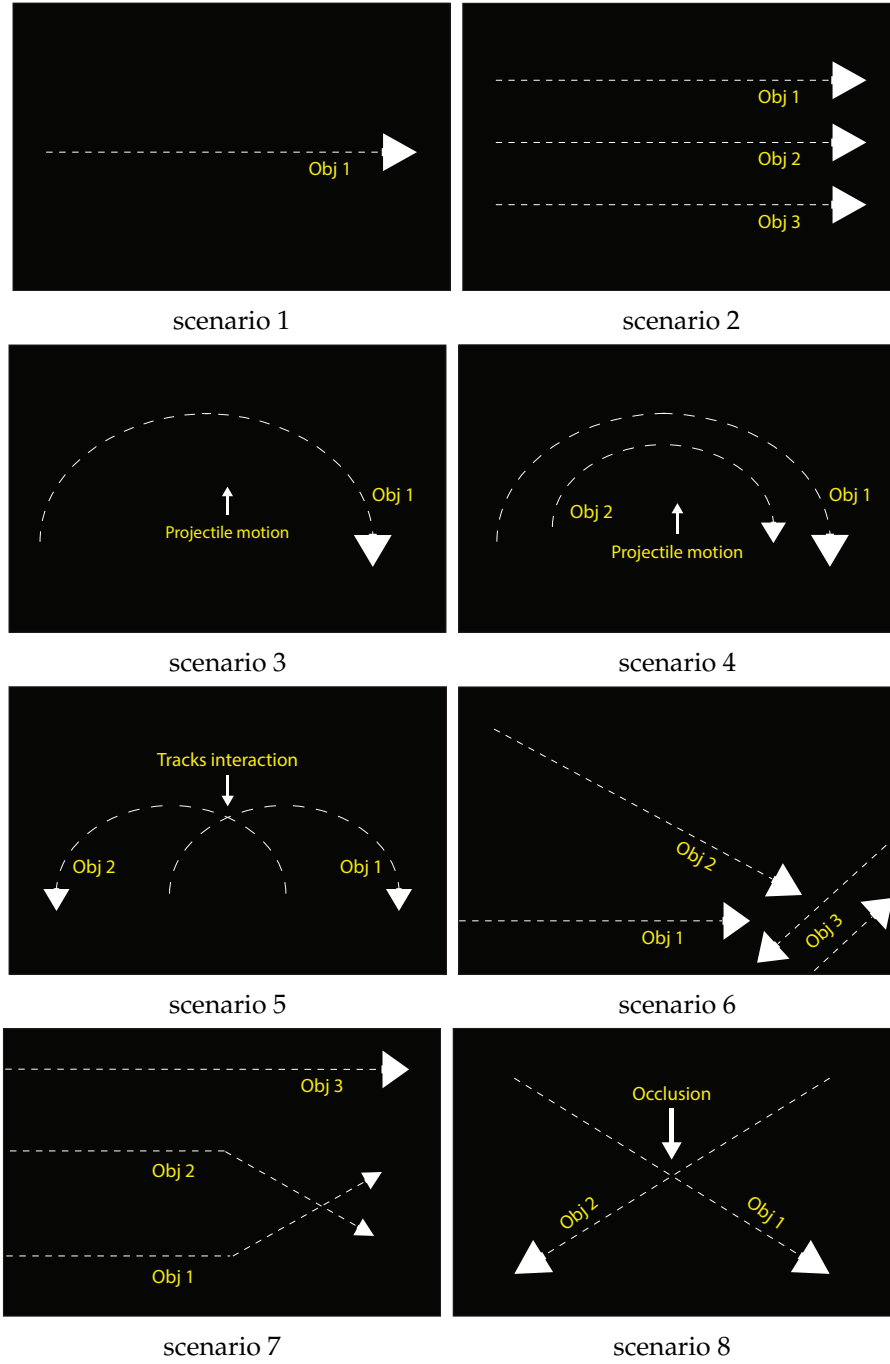 Obj 1
scenario 1
Obj 1
Obj 2
Obj 3
scenario 2
Obj 1
Projectile motion
scenario 3
Obj 1
Obj 2
Projectile motion
scenario 4
Tracks interaction
Obj 2
Obj 1
scenario 5
Obj 2
Obj 1
Obj 3
scenario 6
Obj 3
Obj 2
Obj 1
scenario 7
Occlusion
Obj 2
Obj 1
scenario 8